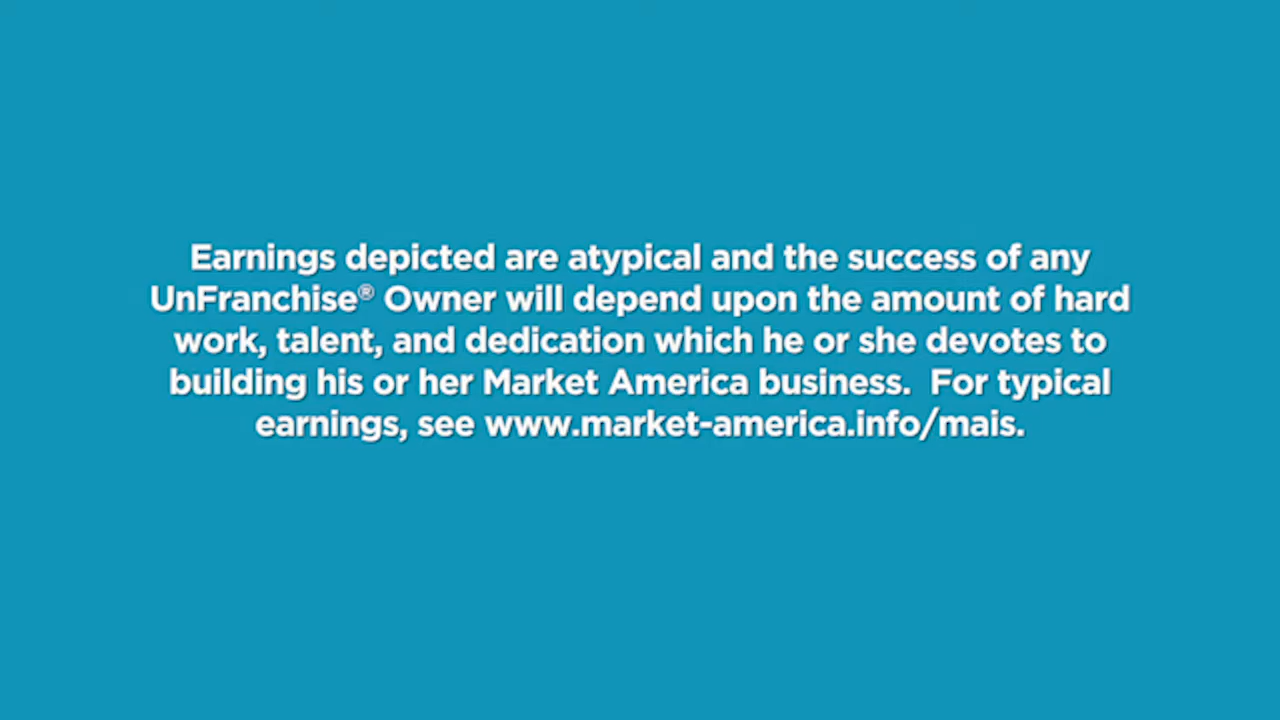 Earnings depicted are atypical and the success of any
UnFranchise® Owner will depend upon the amount of hard
work, talent, and dedication which he or she devotes to
building his or her Market America business.  For typical
earnings, see www.market-america.info/mais.